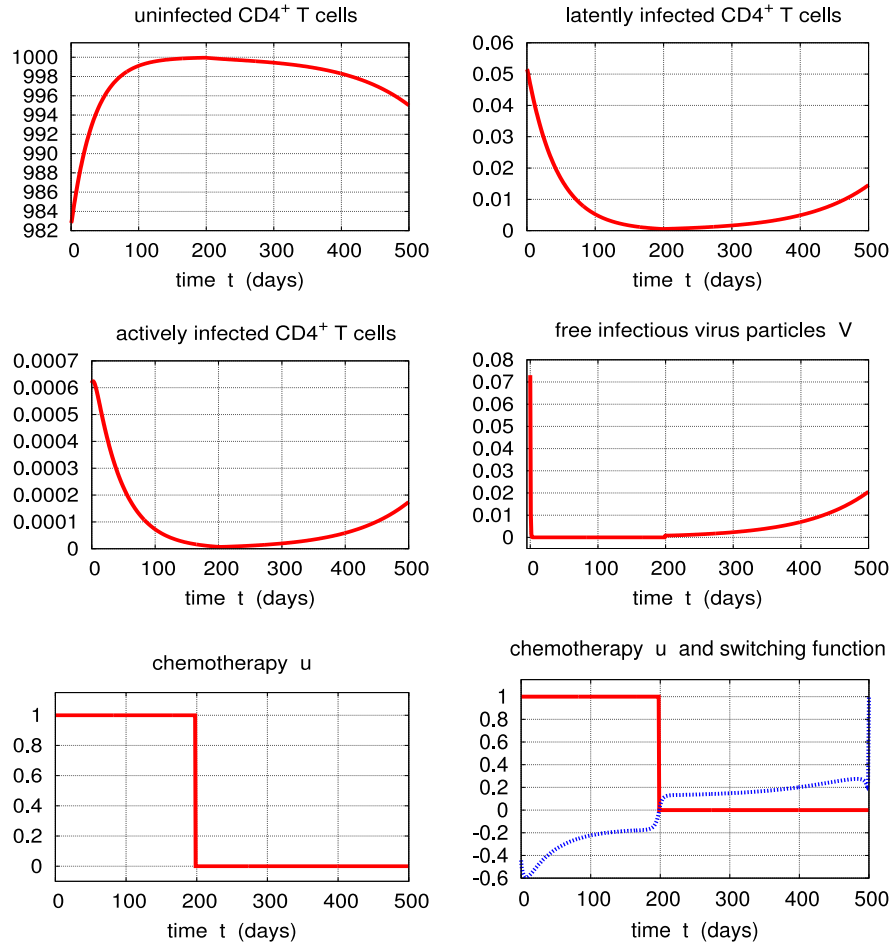 uninfected CD4⁺ T cells
1000
998
996
994
992
990
988
986
984
982
0 100 200 300 400 500
time t (days)
latently infected CD4⁺ T cells
0.06
0.05
0.04
0.03
0.02
0.01
0
0 100 200 300 400 500
time t (days)
actively infected CD4⁺ T cells
0.0007
0.0006
0.0005
0.0004
0.0003
0.0002
0.0001
0
0 100 200 300 400 500
time t (days)
free infectious virus particles V
0.08
0.07
0.06
0.05
0.04
0.03
0.02
0.01
0
0 100 200 300 400 500
time t (days)
chemotherapy u
1
0.8
0.6
0.4
0.2
0
0 100 200 300 400 500
time t (days)
chemotherapy u and switching function
1
0.8
0.6
0.4
0.2
0
-0.2
-0.4
-0.6
0 100 200 300 400 500
time t (days)